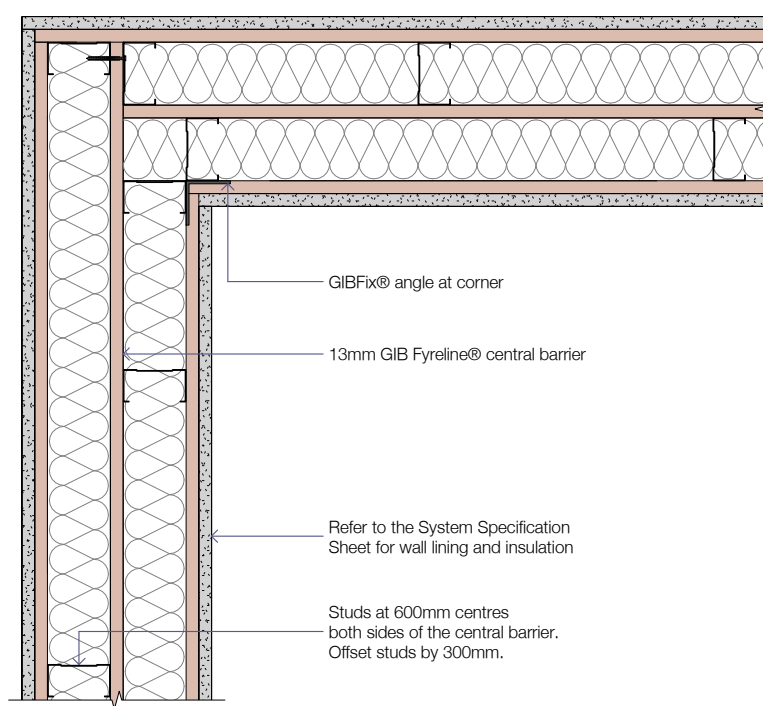 GIBFix® angle at corner
13mm GIB Fyreline® central barrier
Refer to the System Specification
Sheet for wall lining and insulation
Studs at 600mm centres
both sides of the central barrier.
Offset studs by 300mm.